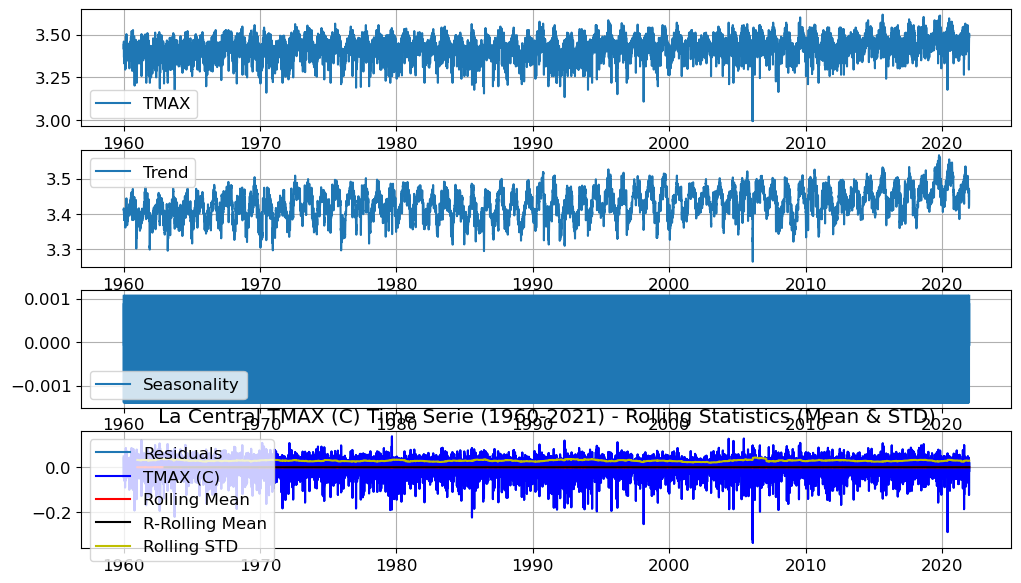 3.50
3.25
3.00
TMAX
1960 1970 1980 1990 2000 2010 2020
Trend
3.5
3.4
3.3
1960 1970 1980 1990 2000 2010 2020
0.001
0.000
−0.001
Seasonality
1960 1970 1980 1990 2000 2010 2020
La Central TMAX (C) Time Serie (1960-2021) - Rolling Statistics (Mean & STD)
0.0
−0.2
Residuals
TMAX (C)
Rolling Mean
R-Rolling Mean
Rolling STD
1960 1970 1980 1990 2000 2010 2020